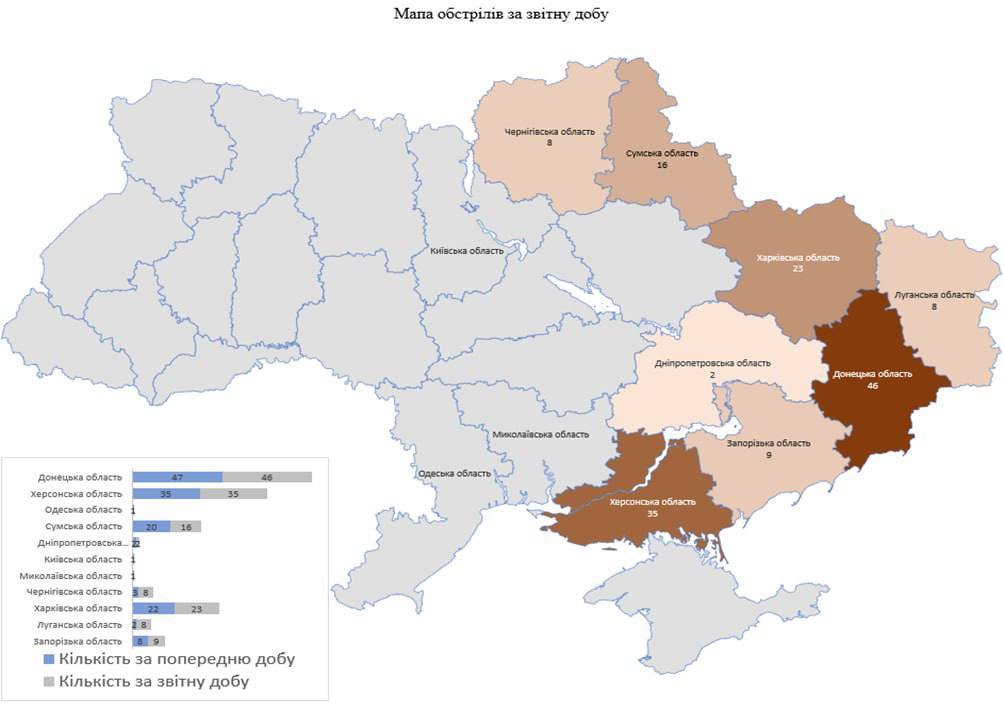 Мапа обстрілів за звітну добу
Чернігівська область
8
Сумська область
16
Київська область
Харківська область
23
Луганська область
8
Дніпропетровська область
2
Донецька область
46
Миколаївська область
Запорізька область
9
Одеська область
Херсонська область
35
Донецька область 47 46
Херсонська область 35 35
Одеська область 1
Сумська область 20 16
Дніпропетровська... 2 2
Київська область 1
Миколаївська область 1
Чернігівська область 3 8
Харківська область 22 23
Луганська область 2 8
Запорізька область 8 9
Кількість за попередню добу
Кількість за звітну добу